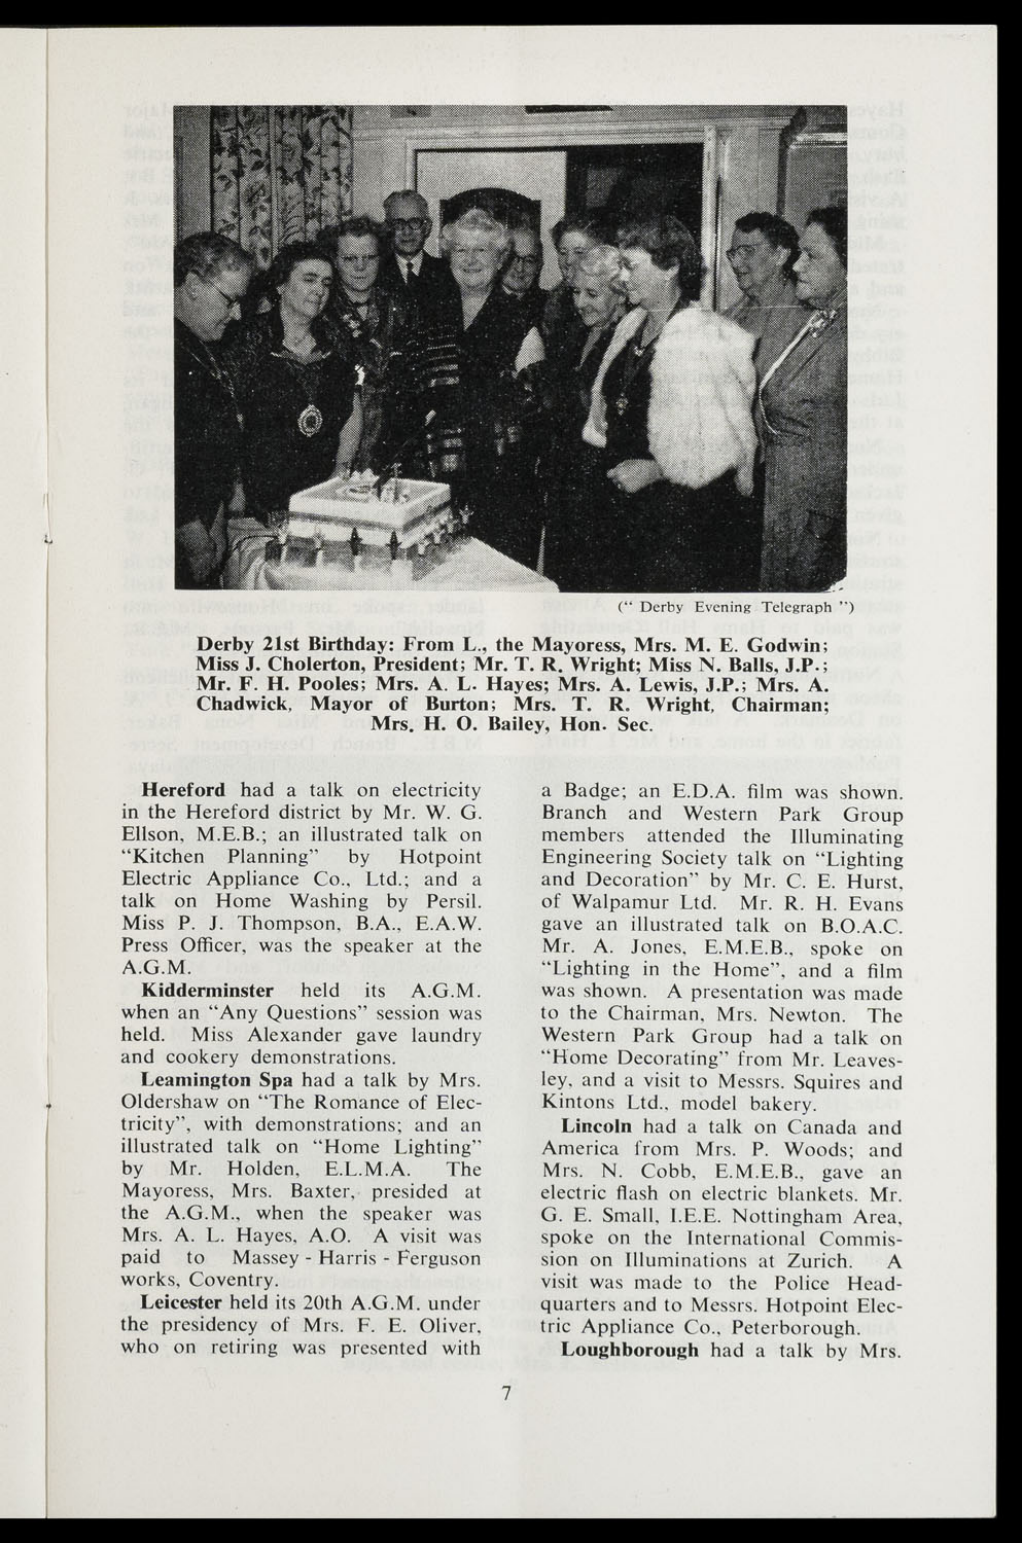 (“ Derby Evening Telegraph ”)
Derby 21st Birthday: From L., the Mayoress, Mrs. M. E. Godwin;
Miss J. Cholerton, President; Mr. T. R. Wright; Miss N. Balls, J.P.;
Mr. F. H. Pooles; Mrs. A. L. Hayes; Mrs. A. Lewis, J.P.; Mrs. A.
Chadwick, Mayor of Burton; Mrs. T. R. Wright, Chairman;
Mrs. H. O. Bailey, Hon. Sec.
Hereford had a talk on electricity
in the Hereford district by Mr. W. G.
Ellson, M.E.B.; an illustrated talk on
“Kitchen Planning” by Hotpoint
Electric Appliance Co., Ltd.; and a
talk on Home Washing by Persil.
Miss P. J. Thompson, B.A., E.A.W.
Press Officer, was the speaker at the
A.G.M.
Kidderminster held its A.G.M.
when an “Any Questions” session was
held. Miss Alexander gave laundry
and cookery demonstrations.
Leamington Spa had a talk by Mrs.
Oldershaw on “The Romance of Elec-
tricity”, with demonstrations; and an
illustrated talk on “Home Lighting”
by Mr. Holden, E.L.M.A. The
Mayoress, Mrs. Baxter, presided at
the A.G.M., when the speaker was
Mrs. A. L. Hayes, A.O. A visit was
paid to Massey - Harris - Ferguson
works, Coventry.
Leicester held its 20th A.G.M. under
the presidency of Mrs. F. E. Oliver,
who on retiring was presented with
a Badge; an E.D.A. film was shown.
Branch and Western Park Group
members attended the Illuminating
Engineering Society talk on “Lighting
and Decoration” by Mr. C. E. Hurst,
of Walpamur Ltd. Mr. R. H. Evans
gave an illustrated talk on B.O.A.C.
Mr. A. Jones, E.M.E.B., spoke on
“Lighting in the Home”, and a film
was shown. A presentation was made
to the Chairman, Mrs. Newton. The
Western Park Group had a talk on
“Home Decorating” from Mr. Leaves-
ley, and a visit to Messrs. Squires and
Kintons Ltd., model bakery.
Lincoln had a talk on Canada and
America from Mrs. P. Woods; and
Mrs. N. Cobb, E.M.E.B., gave an
electric flash on electric blankets. Mr.
G. E. Small, I.E.E. Nottingham Area,
spoke on the International Commis-
sion on Illuminations at Zurich. A
visit was made to the Police Head-
quarters and to Messrs. Hotpoint Elec-
tric Appliance Co., Peterborough.
Loughborough had a talk by Mrs.
7